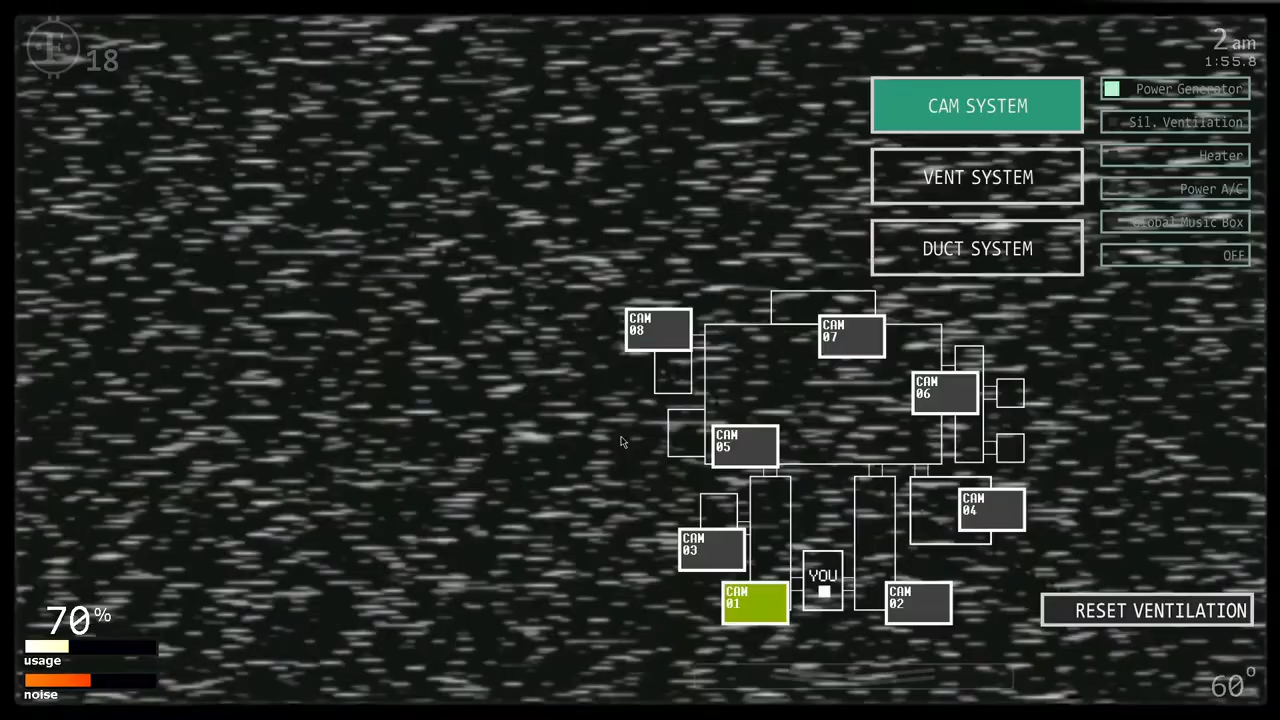 E 18
2 am
1:55.8
CAM SYSTEM
Power Generator
Sil. Ventilation
Heater
VENT SYSTEM
Power A/C
Global Music Box
DUCT SYSTEM
OFF
CAM 08
CAM 07
CAM 06
CAM 05
CAM 04
CAM 03
YOU
CAM 01
CAM 02
RESET VENTILATION
70%
usage
noise
60°